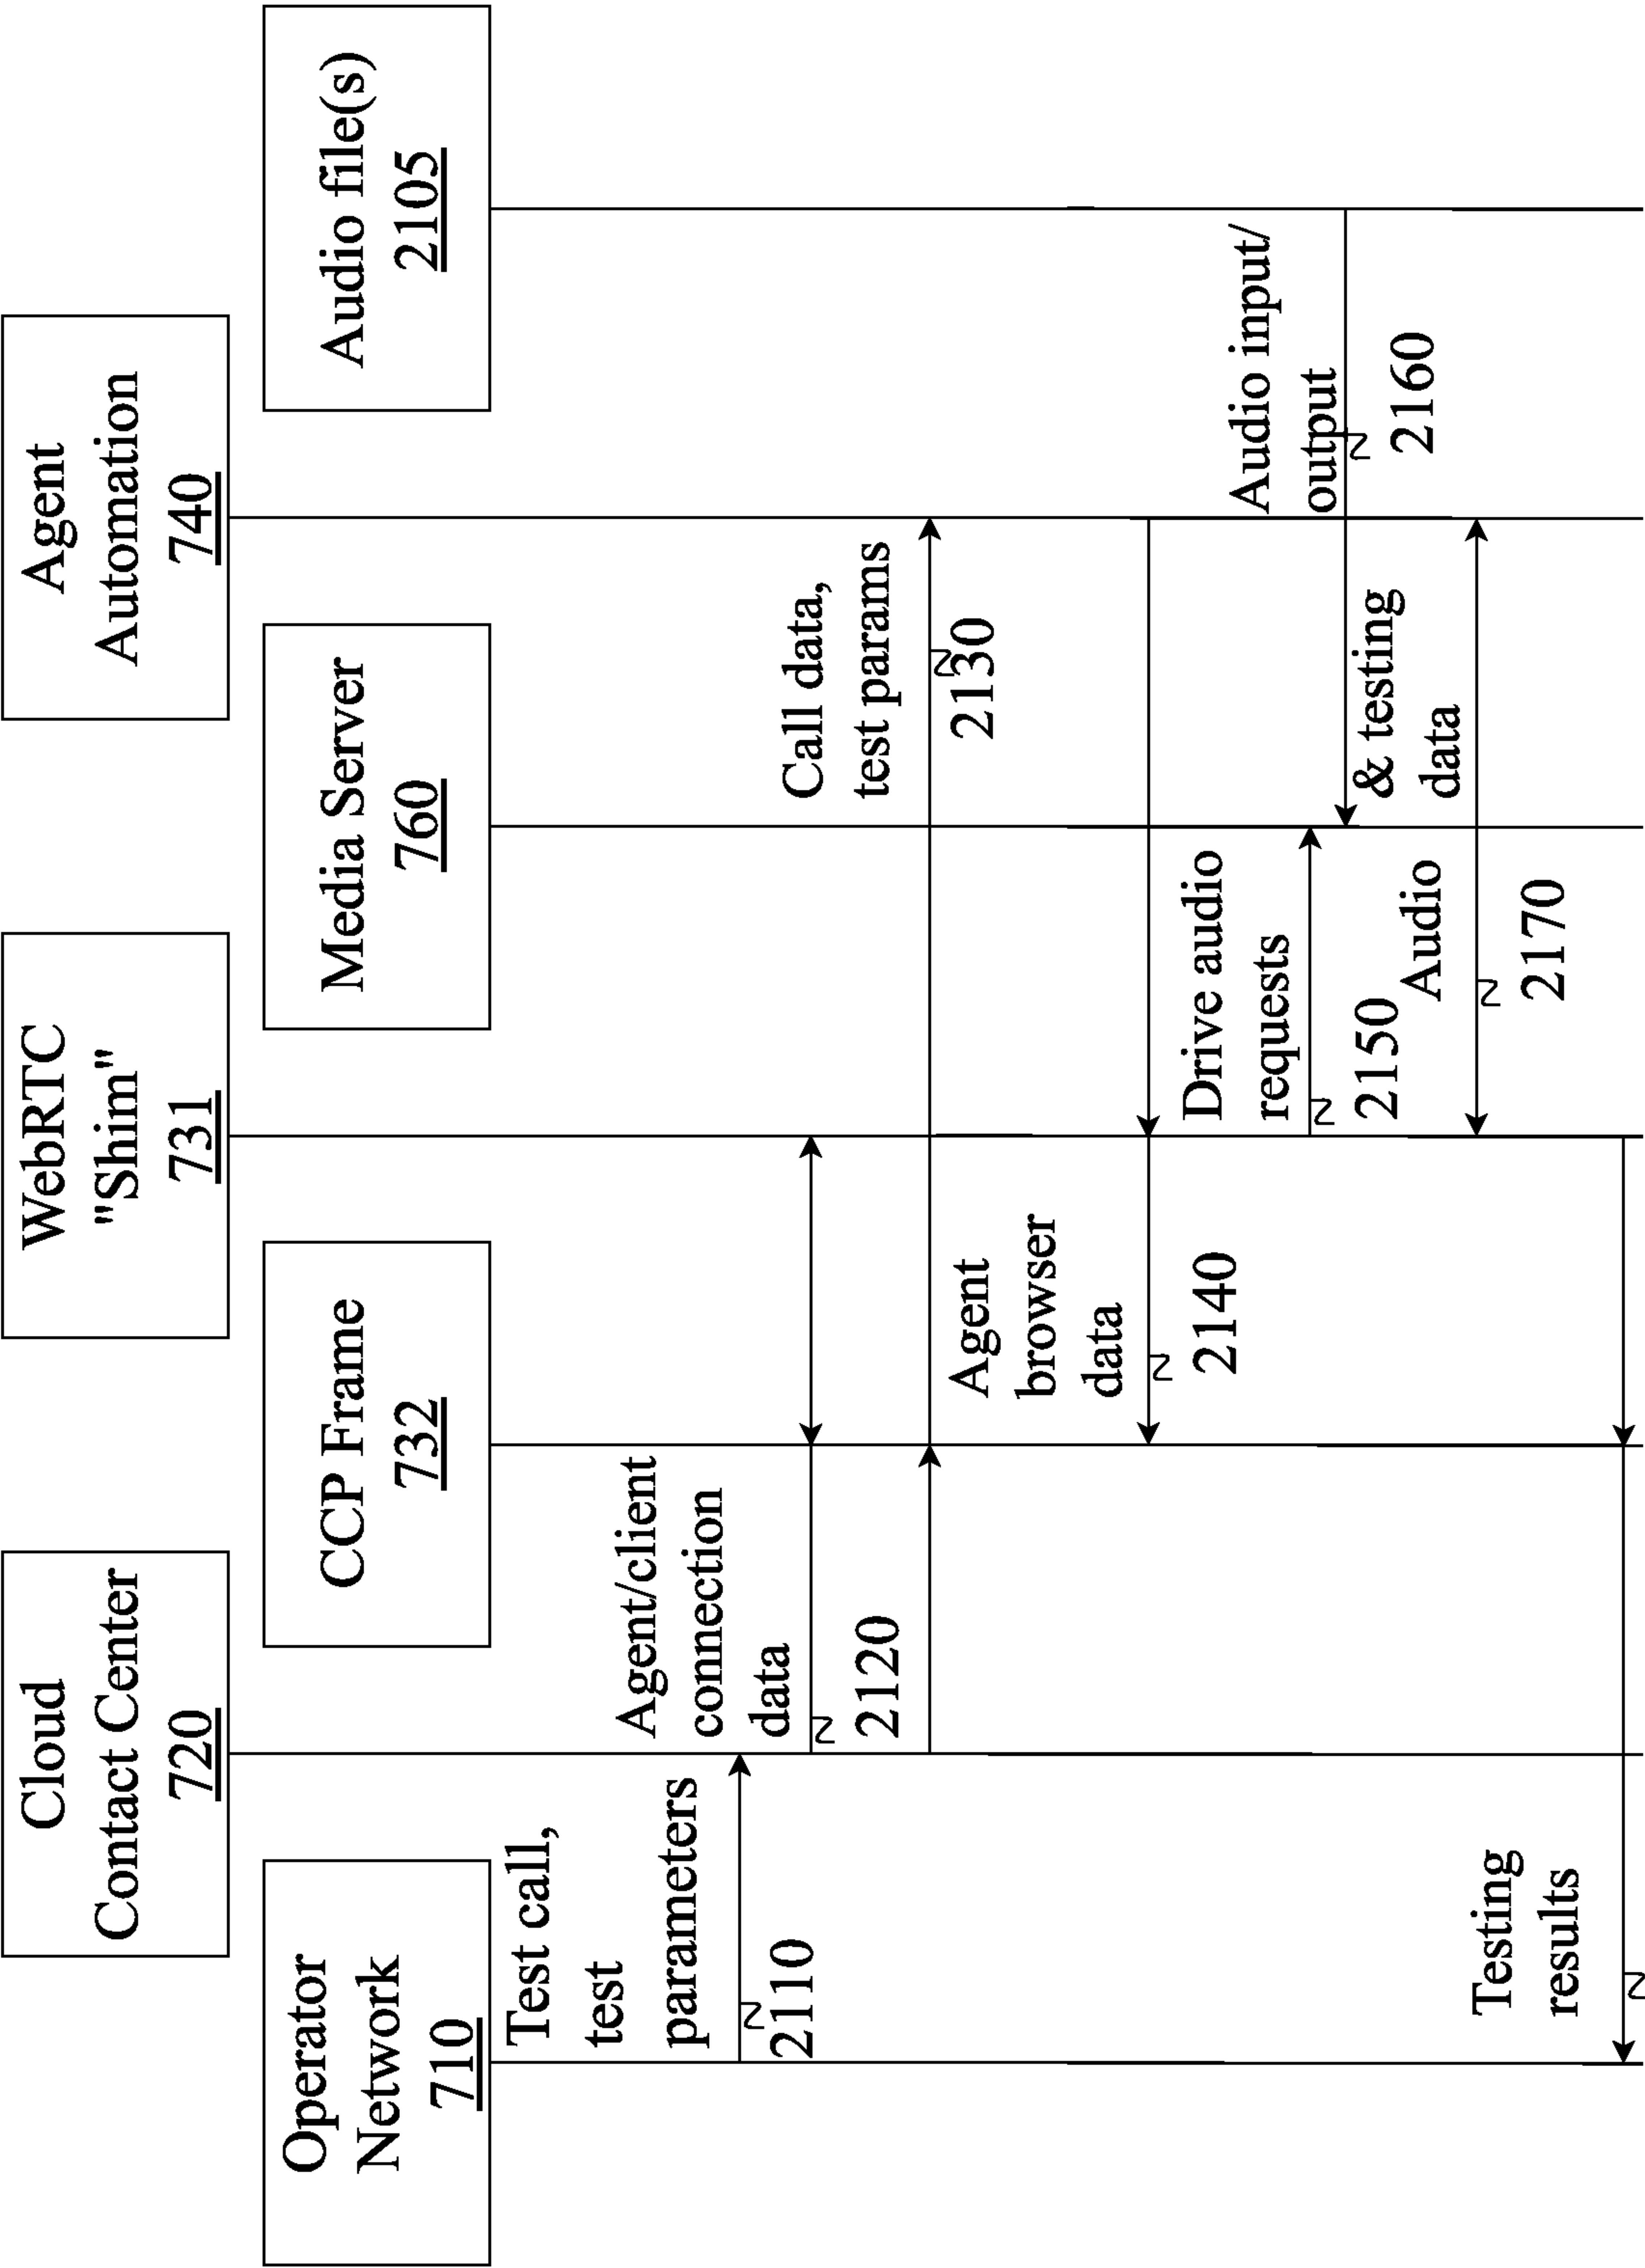 Cloud
Contact Center
720
WebRTC
"Shim"
731
Agent
Automation
740
Operator
Network
710
CCP Frame
732
Media Server
760
Audio file(s)
2105
Test call,
test
parameters
2110
Agent/client
connection
data
2120
Call data,
test params
2130
Agent
browser
data
2140
Drive audio
requests
2150
Audio input/
output
2160
Audio
& testing
data
2170
Testing
results